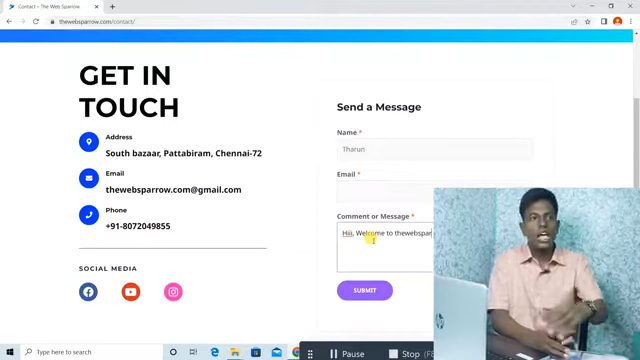 Contact – The Web Sparrow
thewebsparrow.com/contact/
GET IN
TOUCH
Address
South bazaar, Pattabiram, Chennai-72
Email
thewebsparrow.com@gmail.com
Phone
+91-8072049855
SOCIAL MEDIA
Send a Message
Name *
Tharun
Email *
Comment or Message *
Hiii, Welcome to thewebspar
SUBMIT
Type here to search
Pause
Stop (F8